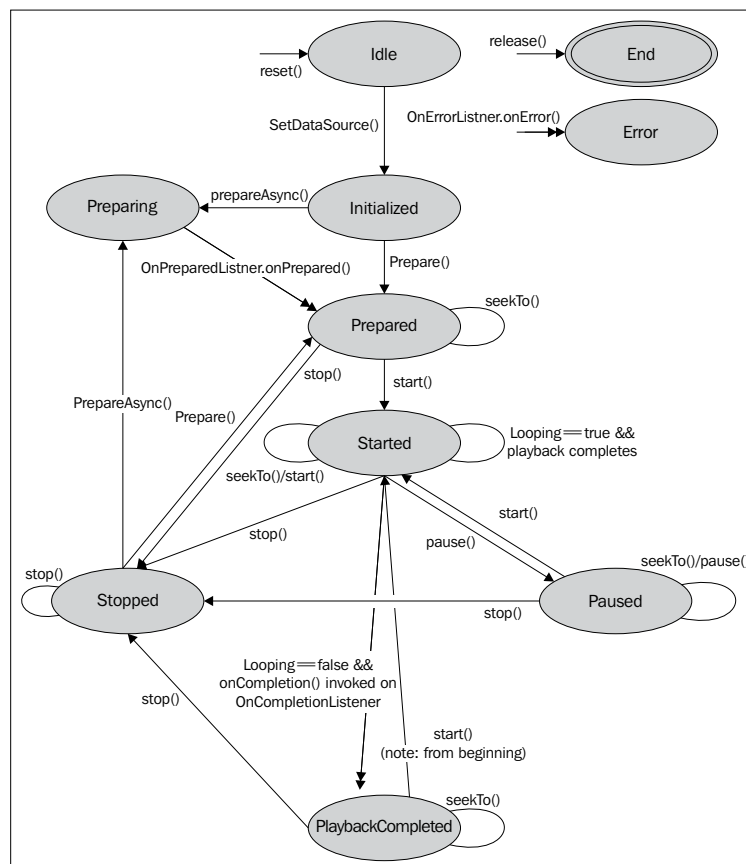 Idle
reset()
release()
End
SetDataSource()
OnErrorListner.onError()
Error
Preparing
prepareAsync()
Initialized
OnPreparedListner.onPrepared()
Prepare()
Prepared
seekTo()
stop()
start()
PrepareAsync()
Prepare()
Started
Looping==true &&
playback completes
seekTo()/start()
stop()
pause()
start()
stop()
Stopped
seekTo()/pause()
Paused
stop()
Looping==false &&
onCompletion() invoked on
OnCompletionListener
stop()
start()
(note: from beginning)
PlaybackCompleted
seekTo()